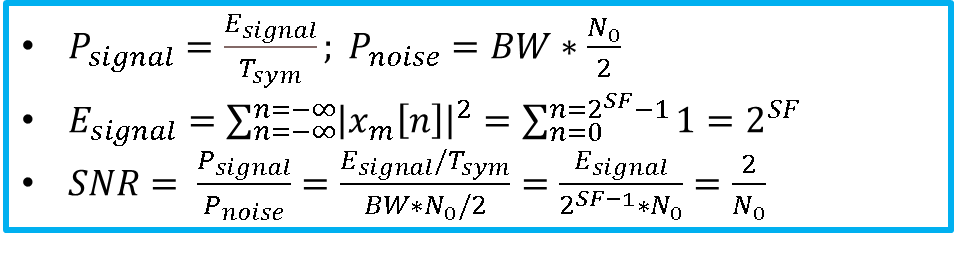 • P_signal = E_signal/T_sym ; P_noise = BW * N_0/2
• E_signal = ∑_{n=−∞}^{n=−∞}|x_m[n]|^2 = ∑_{n=0}^{n=2^{SF}−1} 1 = 2^{SF}
• SNR = P_signal/P_noise = (E_signal/T_sym)/(BW*N_0/2) = E_signal/(2^{SF−1}*N_0) = 2/N_0